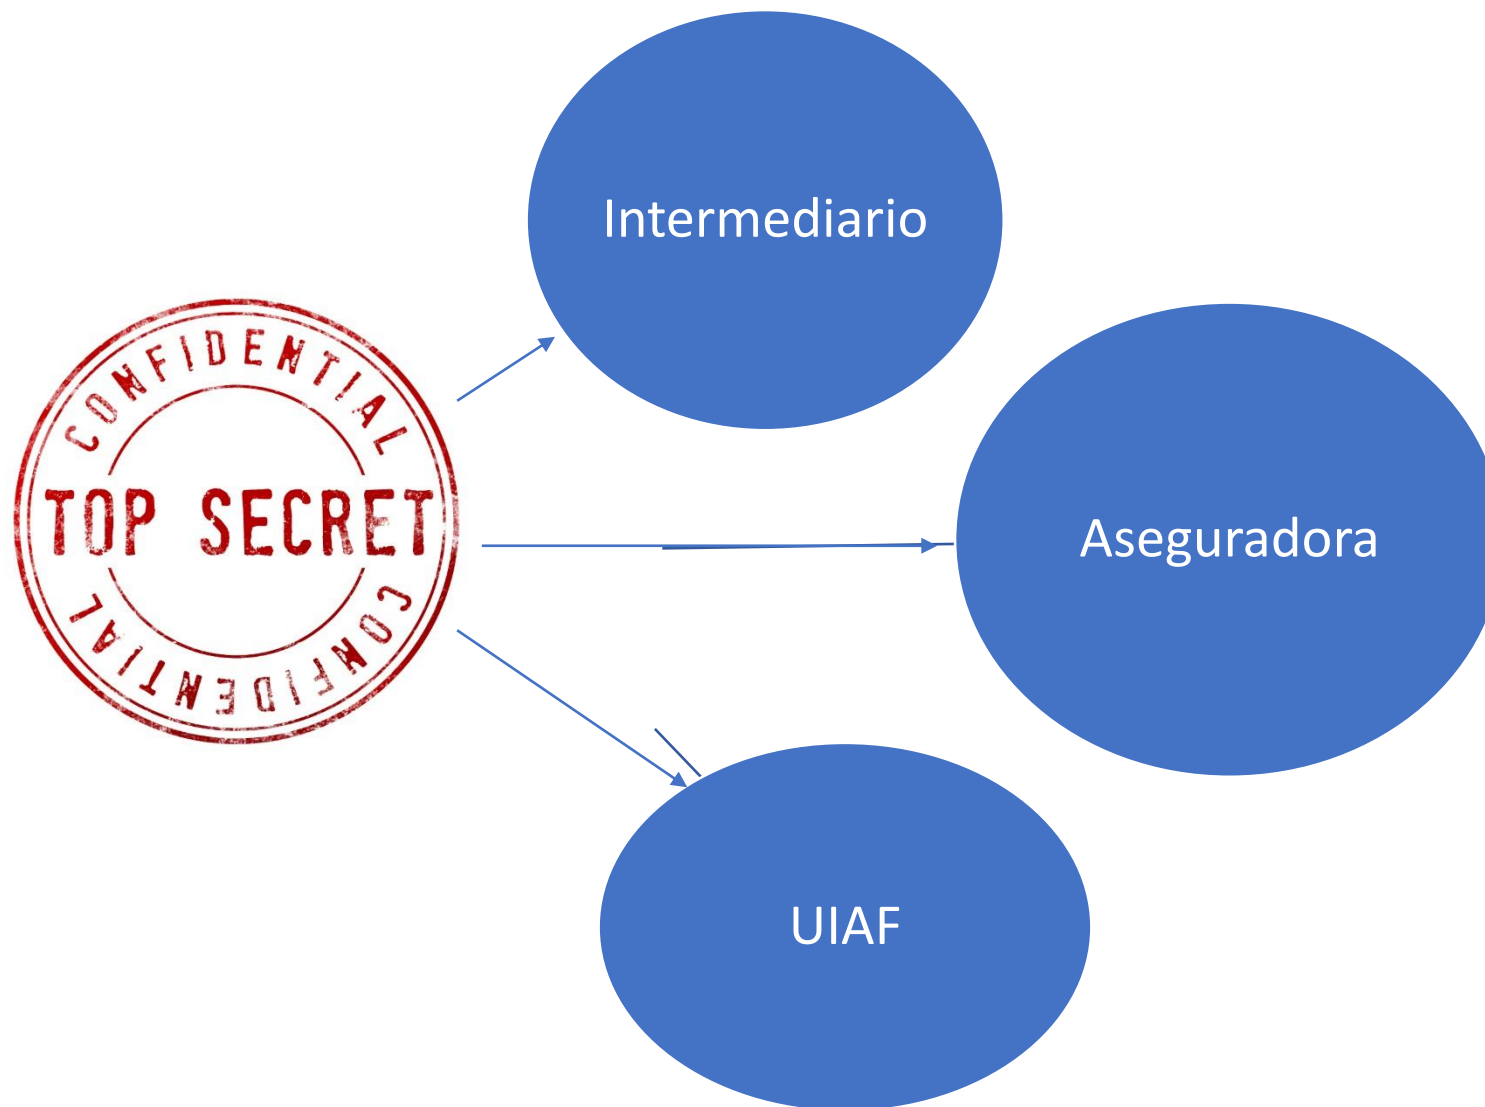 Intermediario
CONFIDENTIAL
TOP SECRET
CONFIDENTIAL
Aseguradora
UIAF